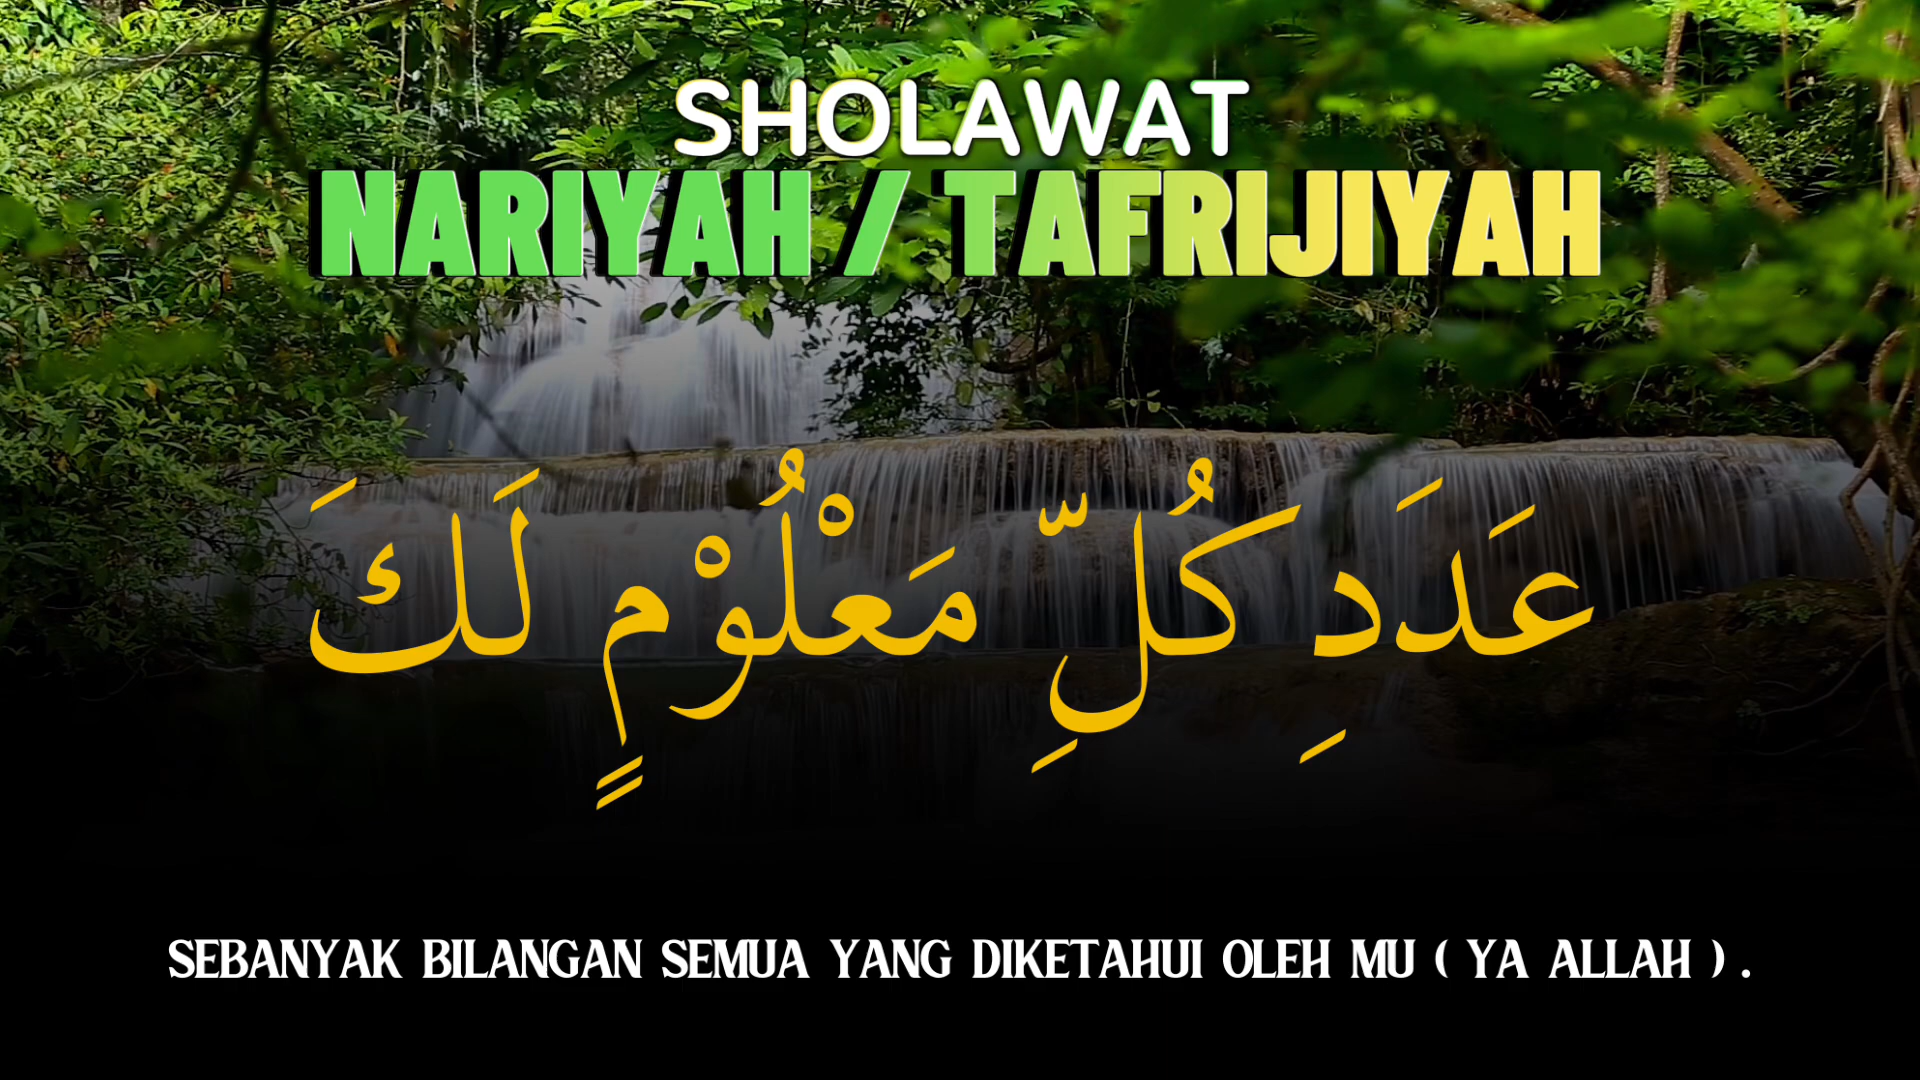 SHOLAWAT
NARIYAH / TAFRIJIYAH
عَدَدِ كُلِّ مَعْلُوْمٍ لَكَ
SEBANYAK BILANGAN SEMUA YANG DIKETAHUI OLEH MU ( YA ALLAH ) .